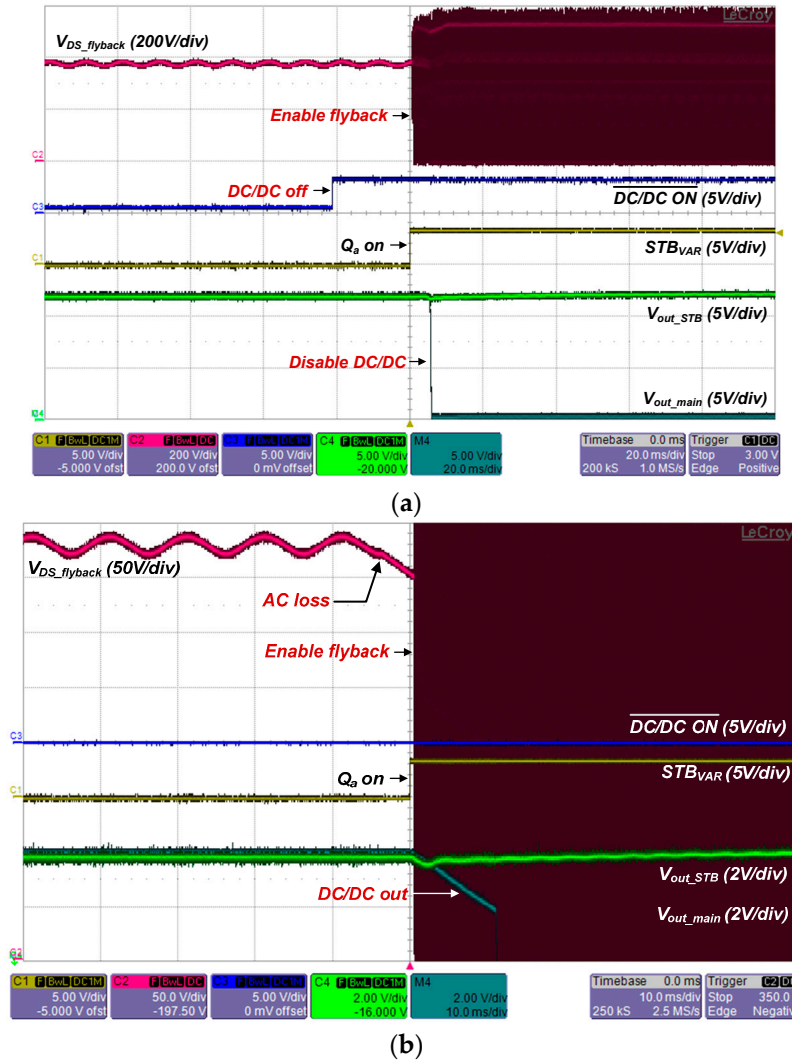 LeCroy
V_DS_flyback (200V/div)
Enable flyback
C2
DC/DC off
DC/DC ON (5V/div)
C3
Q_a on
STB_VAR (5V/div)
C1
V_out_STB (5V/div)
Disable DC/DC
V_out_main (5V/div)
C1 F BwL DC1M
5.00 V/div
-5.000 V ofst
C2 F BwL DC
200 V/div
200.0 V ofst
C3 F BwL DC1M
5.00 V/div
0 mV offset
C4 F BwL DC1M
5.00 V/div
-20.000 V
M4
5.00 V/div
20.0 ms/div
Timebase 0.0 ms
20.0 ms/div
200 kS 1.0 MS/s
Trigger C1 DC
Stop 3.00 V
Edge Positive
(a)
LeCroy
V_DS_flyback (50V/div)
AC loss
Enable flyback
DC/DC ON (5V/div)
C3
Q_a on
STB_VAR (5V/div)
C1
V_out_STB (2V/div)
DC/DC out
V_out_main (2V/div)
C1 F BwL DC1M
5.00 V/div
-5.000 V ofst
C2 F BwL DC
50.0 V/div
-197.50 V
C3 F BwL DC1M
5.00 V/div
0 mV offset
C4 F BwL DC1M
2.00 V/div
-16.000 V
M4
2.00 V/div
10.0 ms/div
Timebase 0.0 ms
10.0 ms/div
250 kS 2.5 MS/s
Trigger C2
Stop 350.0
Edge Negativ
(b)